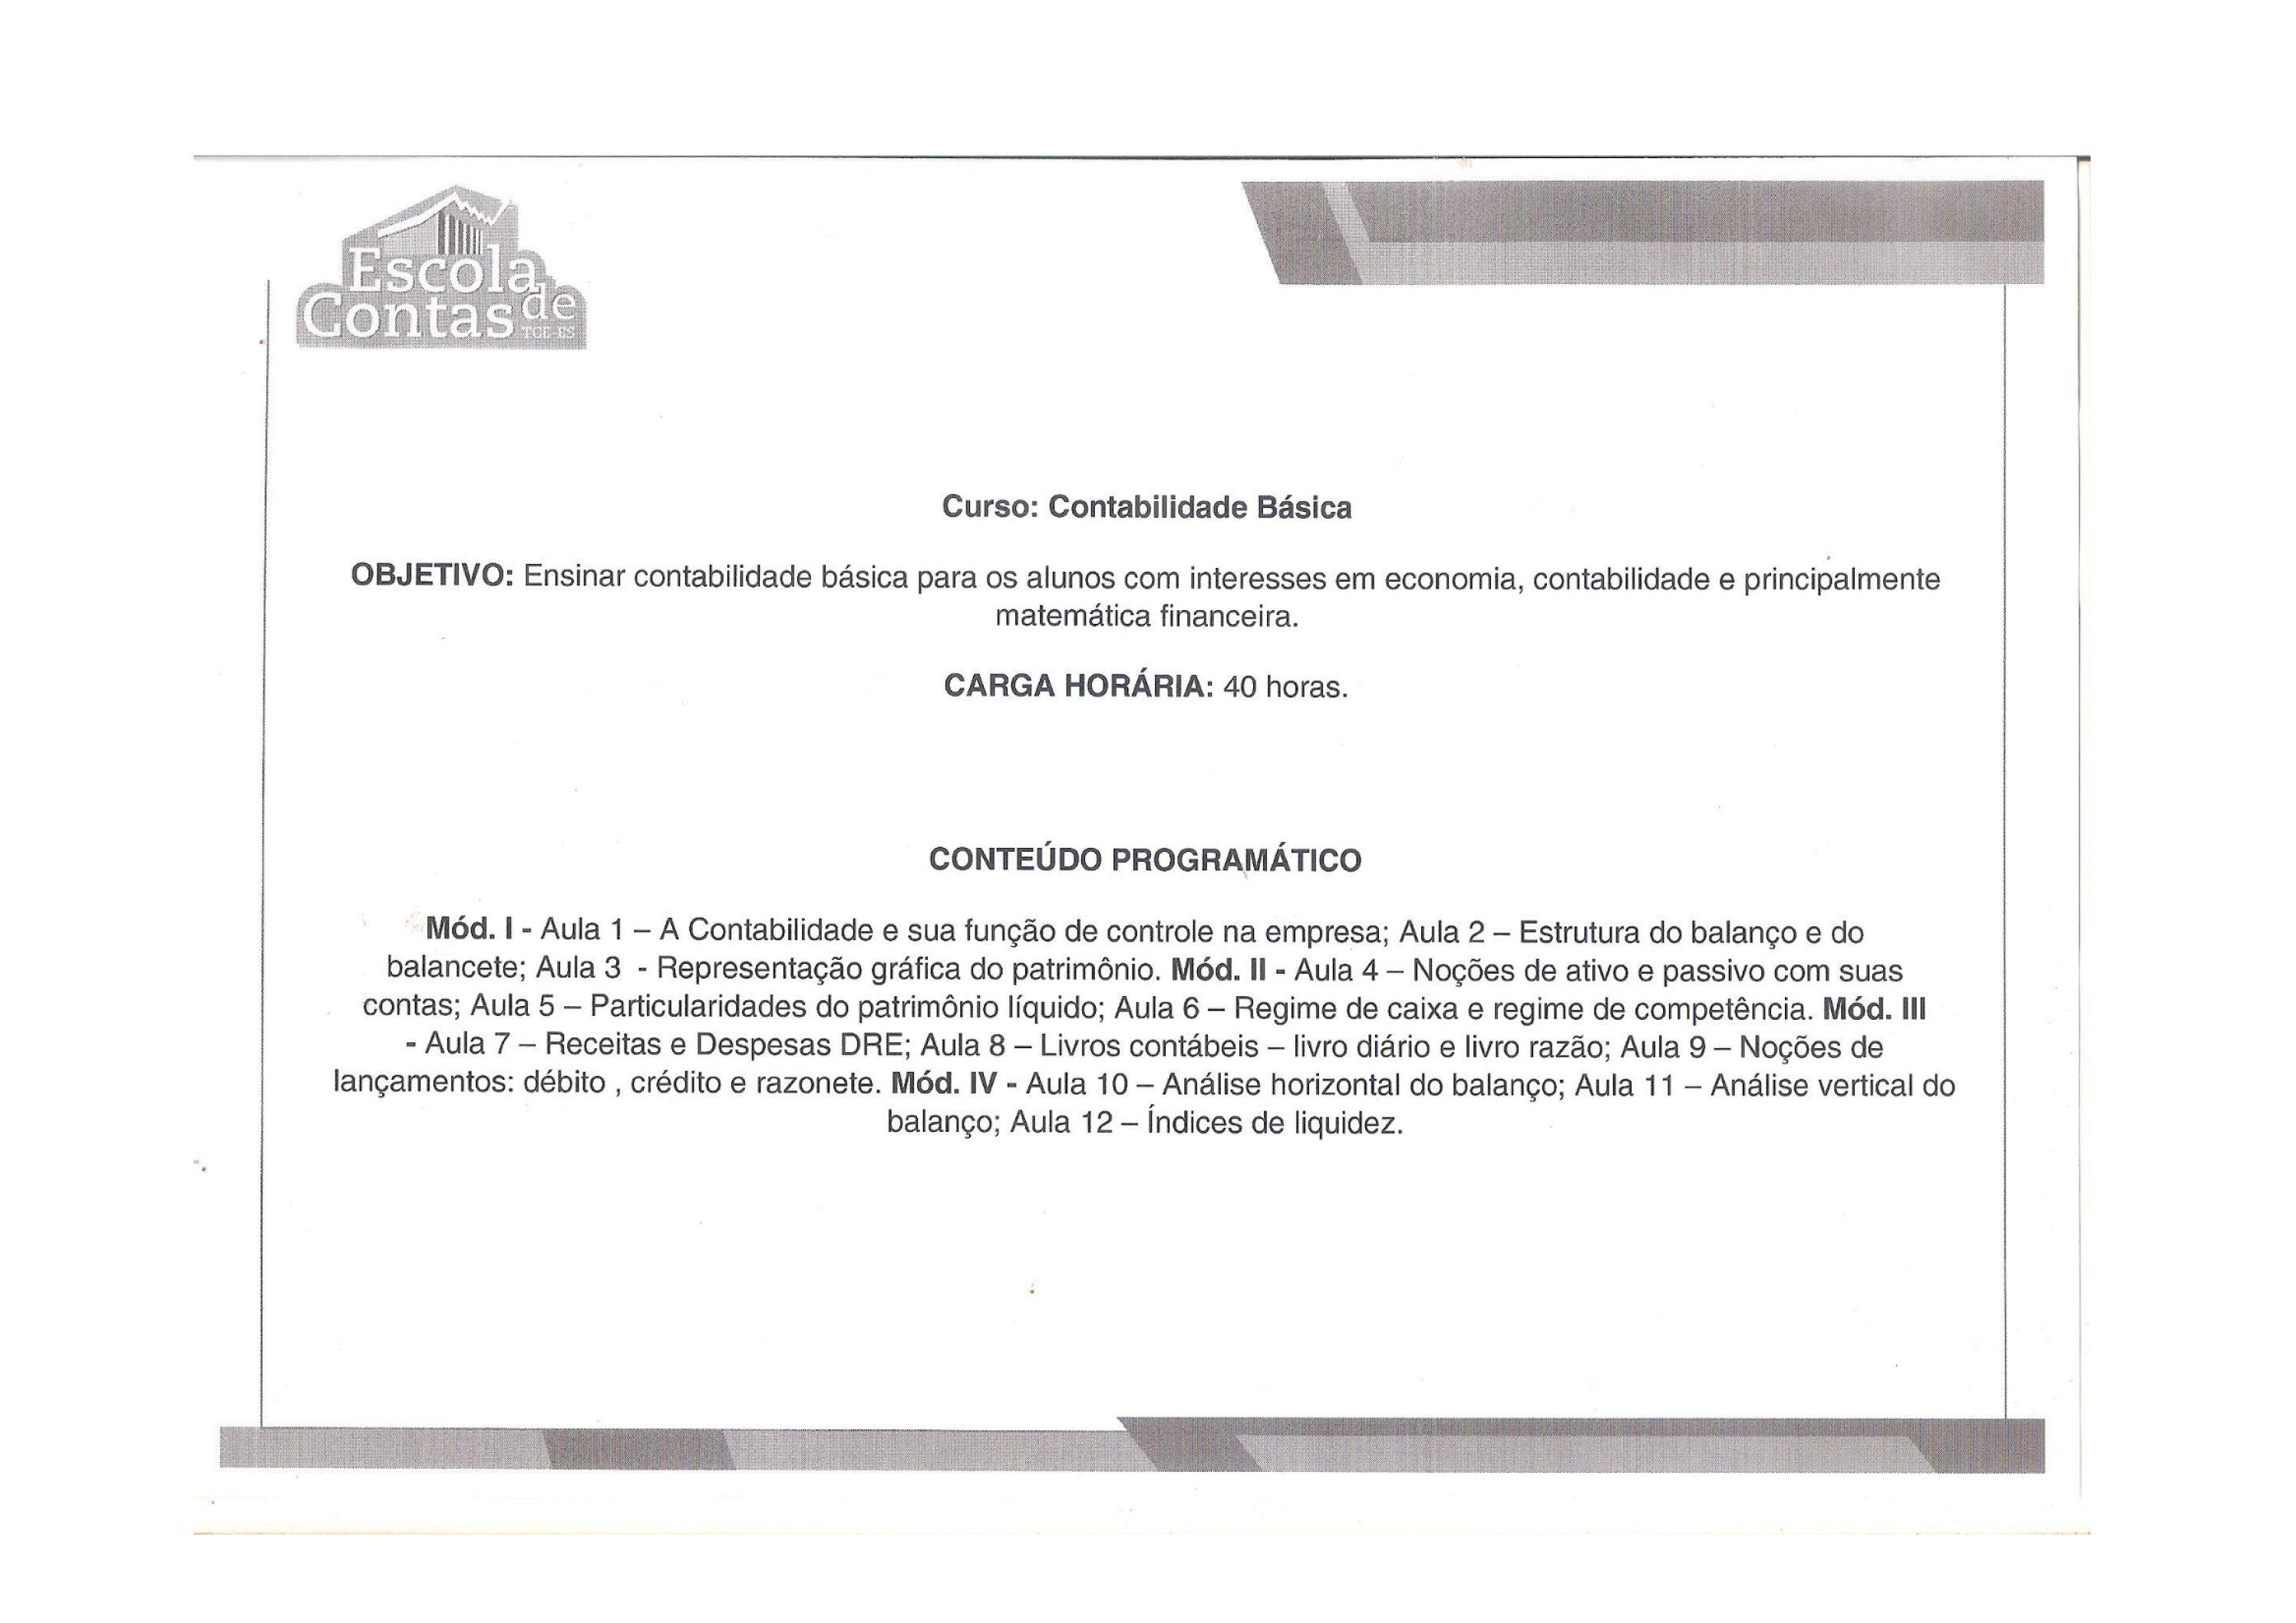 Escola
Contas de
TCE-ES
Curso: Contabilidade Básica
OBJETIVO: Ensinar contabilidade básica para os alunos com interesses em economia, contabilidade e principalmente
matemática financeira.
CARGA HORÁRIA: 40 horas.
CONTEÚDO PROGRAMÁTICO
Mód. I - Aula 1 – A Contabilidade e sua função de controle na empresa; Aula 2 – Estrutura do balanço e do
balancete; Aula 3 - Representação gráfica do patrimônio. Mód. II - Aula 4 – Noções de ativo e passivo com suas
contas; Aula 5 – Particularidades do patrimônio líquido; Aula 6 – Regime de caixa e regime de competência. Mód. III
- Aula 7 – Receitas e Despesas DRE; Aula 8 – Livros contábeis – livro diário e livro razão; Aula 9 – Noções de
lançamentos: débito , crédito e razonete. Mód. IV - Aula 10 – Análise horizontal do balanço; Aula 11 – Análise vertical do
balanço; Aula 12 – Índices de liquidez.